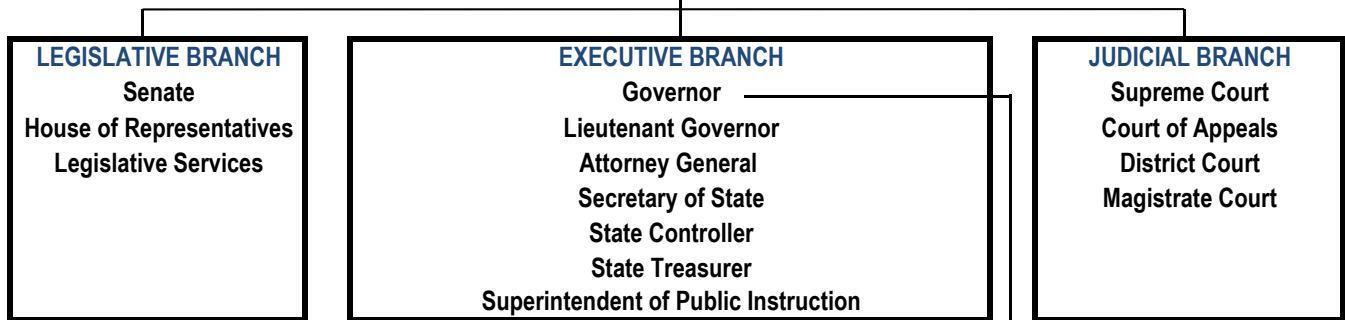 LEGISLATIVE BRANCH
Senate
House of Representatives
Legislative Services
EXECUTIVE BRANCH
Governor
Lieutenant Governor
Attorney General
Secretary of State
State Controller
State Treasurer
Superintendent of Public Instruction
JUDICIAL BRANCH
Supreme Court
Court of Appeals
District Court
Magistrate Court